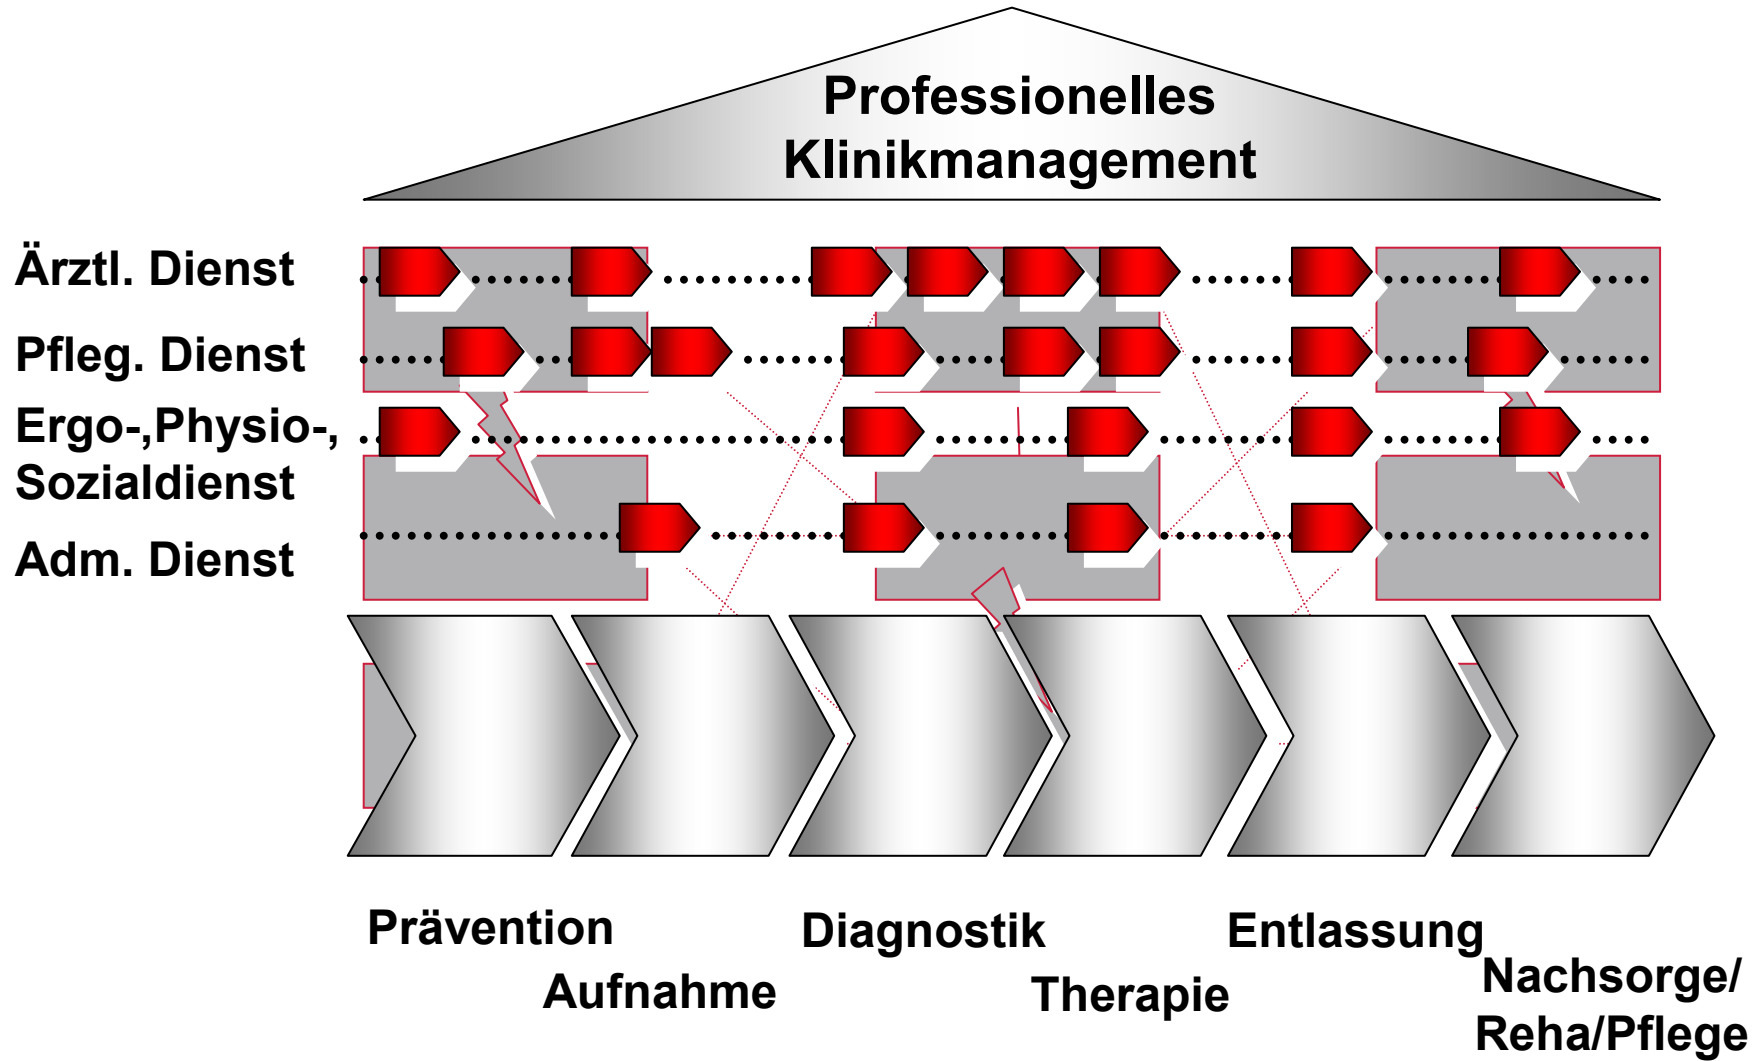 Professionelles
Klinikmanagement
Ärztl. Dienst
Pfleg. Dienst
Ergo-,Physio-,
Sozialdienst
Adm. Dienst
Prävention
Aufnahme
Diagnostik
Therapie
Entlassung
Nachsorge/
Reha/Pflege